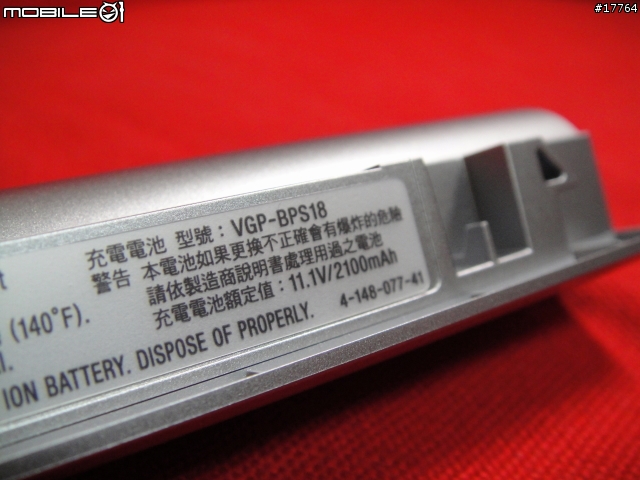 MOBILE01
#17764
充電電池 型號：VGP-BPS18
警告 本電池如果更換不正確會有爆炸的危險
請依製造商說明書處理用過之電池
充電電池額定值：11.1V/2100mAh
4-148-077-41
(140°F).
ION BATTERY. DISPOSE OF PROPERLY.